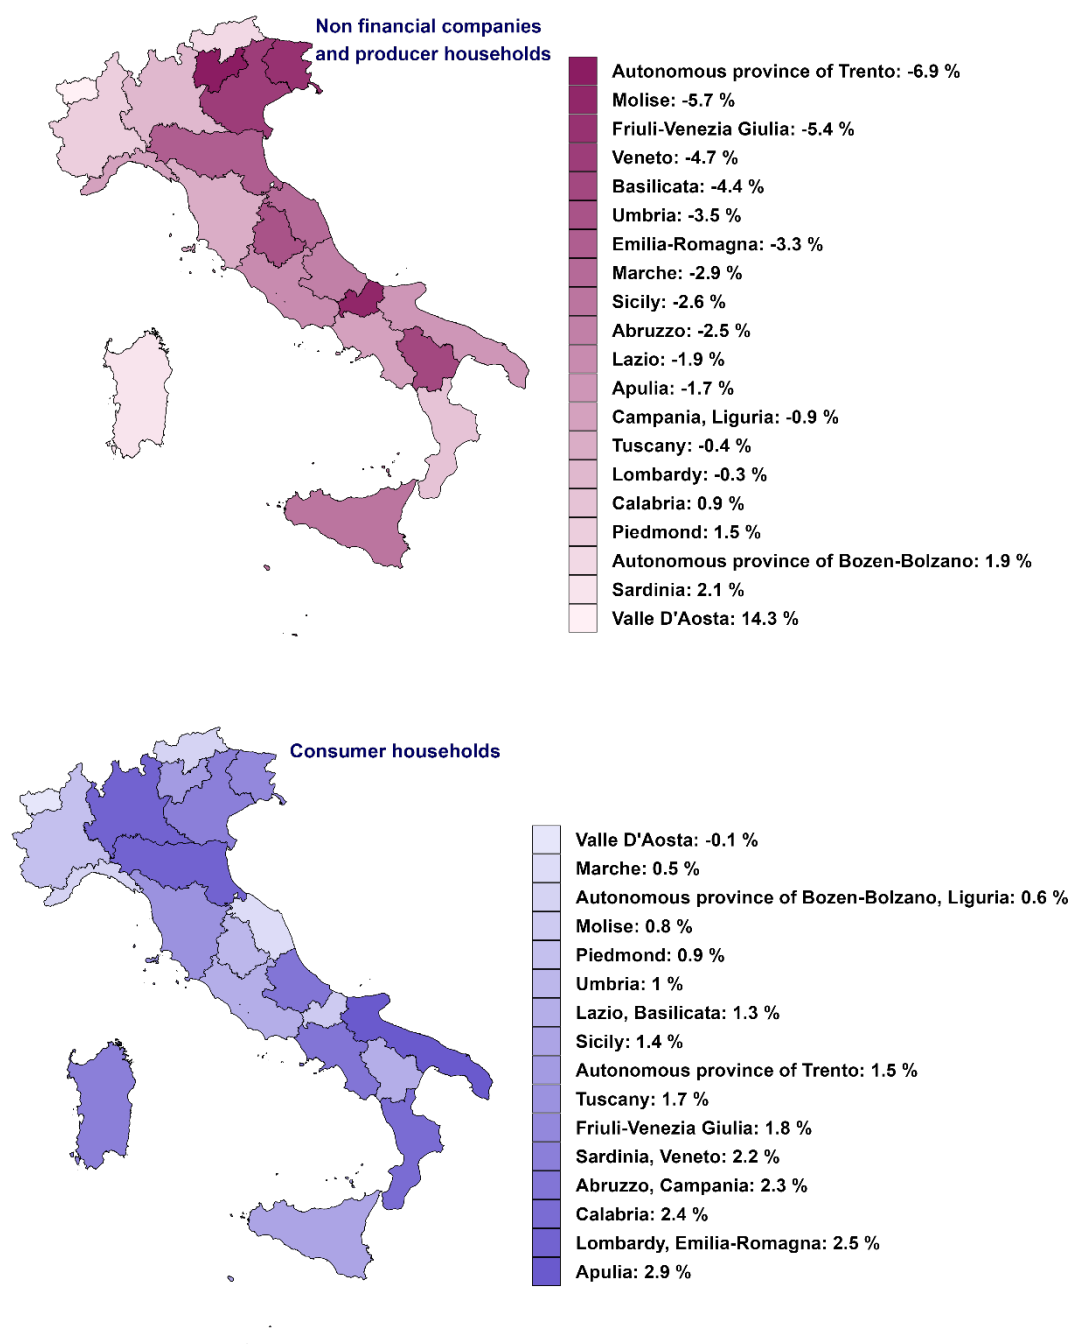 Non financial companies
and producer households
Autonomous province of Trento: -6.9 %
Molise: -5.7 %
Friuli-Venezia Giulia: -5.4 %
Veneto: -4.7 %
Basilicata: -4.4 %
Umbria: -3.5 %
Emilia-Romagna: -3.3 %
Marche: -2.9 %
Sicily: -2.6 %
Abruzzo: -2.5 %
Lazio: -1.9 %
Apulia: -1.7 %
Campania, Liguria: -0.9 %
Tuscany: -0.4 %
Lombardy: -0.3 %
Calabria: 0.9 %
Piedmond: 1.5 %
Autonomous province of Bozen-Bolzano: 1.9 %
Sardinia: 2.1 %
Valle D'Aosta: 14.3 %
Consumer households
Valle D'Aosta: -0.1 %
Marche: 0.5 %
Autonomous province of Bozen-Bolzano, Liguria: 0.6 %
Molise: 0.8 %
Piedmond: 0.9 %
Umbria: 1 %
Lazio, Basilicata: 1.3 %
Sicily: 1.4 %
Autonomous province of Trento: 1.5 %
Tuscany: 1.7 %
Friuli-Venezia Giulia: 1.8 %
Sardinia, Veneto: 2.2 %
Abruzzo, Campania: 2.3 %
Calabria: 2.4 %
Lombardy, Emilia-Romagna: 2.5 %
Apulia: 2.9 %